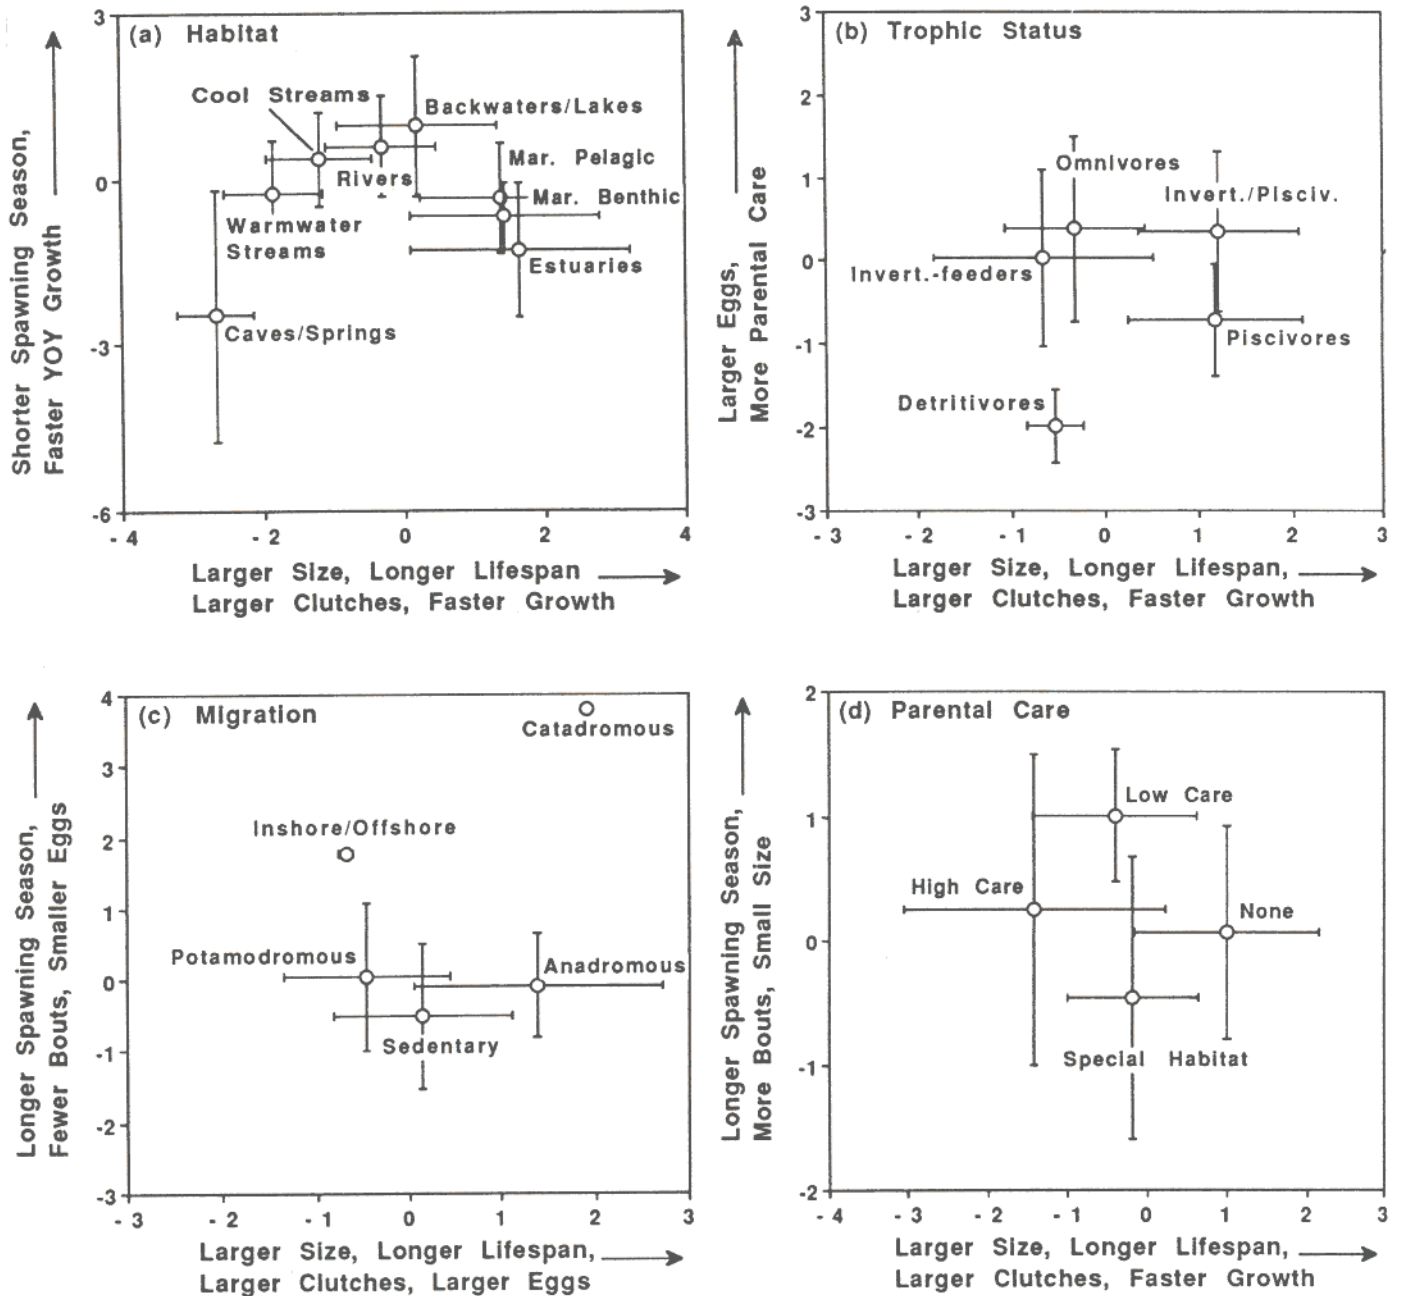 (a) Habitat
3
0
-3
-6
-4
-2
0
2
4
Cool Streams
Backwaters/Lakes
Rivers
Mar. Pelagic
Mar. Benthic
Warmwater
Streams
Estuaries
Caves/Springs
Shorter Spawning Season,
Faster YOY Growth
Larger Size, Longer Lifespan
Larger Clutches, Faster Growth
(b) Trophic Status
3
2
1
0
-1
-2
-3
-3
-2
-1
0
1
2
3
Omnivores
Invert./Pisciv.
Invert.-feeders
Piscivores
Detritivores
Larger Eggs,
More Parental Care
Larger Size, Longer Lifespan,
Larger Clutches, Faster Growth
(c) Migration
4
3
2
1
0
-1
-2
-3
-3
-2
-1
0
1
2
3
Catadromous
Inshore/Offshore
Potamodromous
Anadromous
Sedentary
Longer Spawning Season,
Fewer Bouts, Smaller Eggs
Larger Size, Longer Lifespan,
Larger Clutches, Larger Eggs
(d) Parental Care
2
1
0
-1
-2
-4
-3
-2
-1
0
1
2
3
Low Care
High Care
None
Special Habitat
Longer Spawning Season,
More Bouts, Small Size
Larger Size, Longer Lifespan,
Larger Clutches, Faster Growth